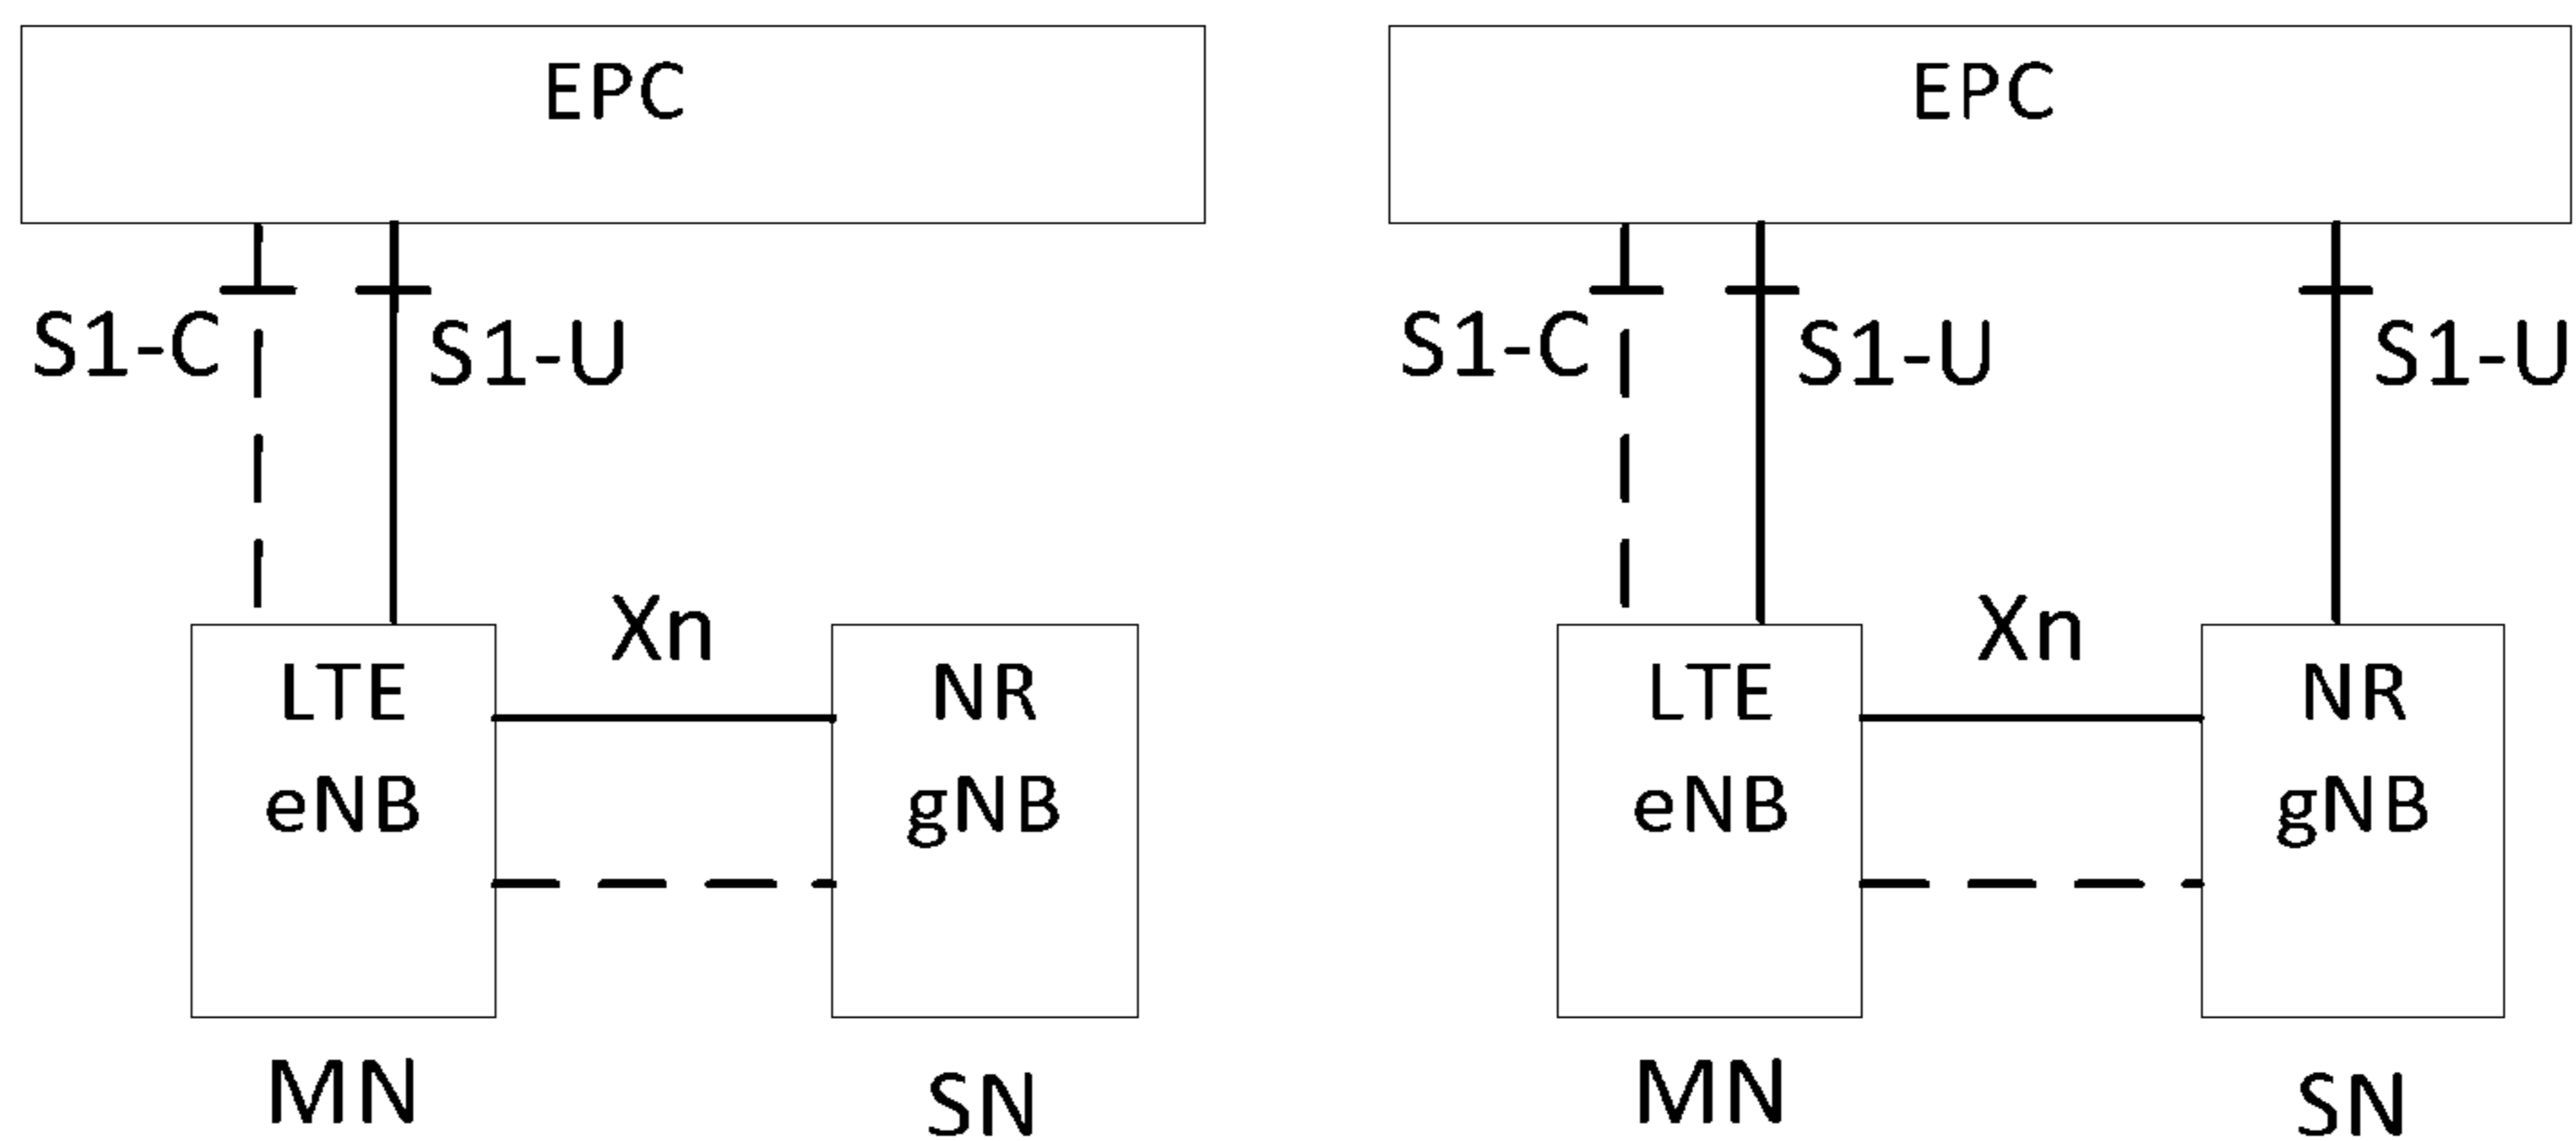 EPC
S1-C
S1-U
Xn
LTE
eNB
NR
gNB
MN
SN
EPC
S1-C
S1-U
S1-U
Xn
LTE
eNB
NR
gNB
MN
SN